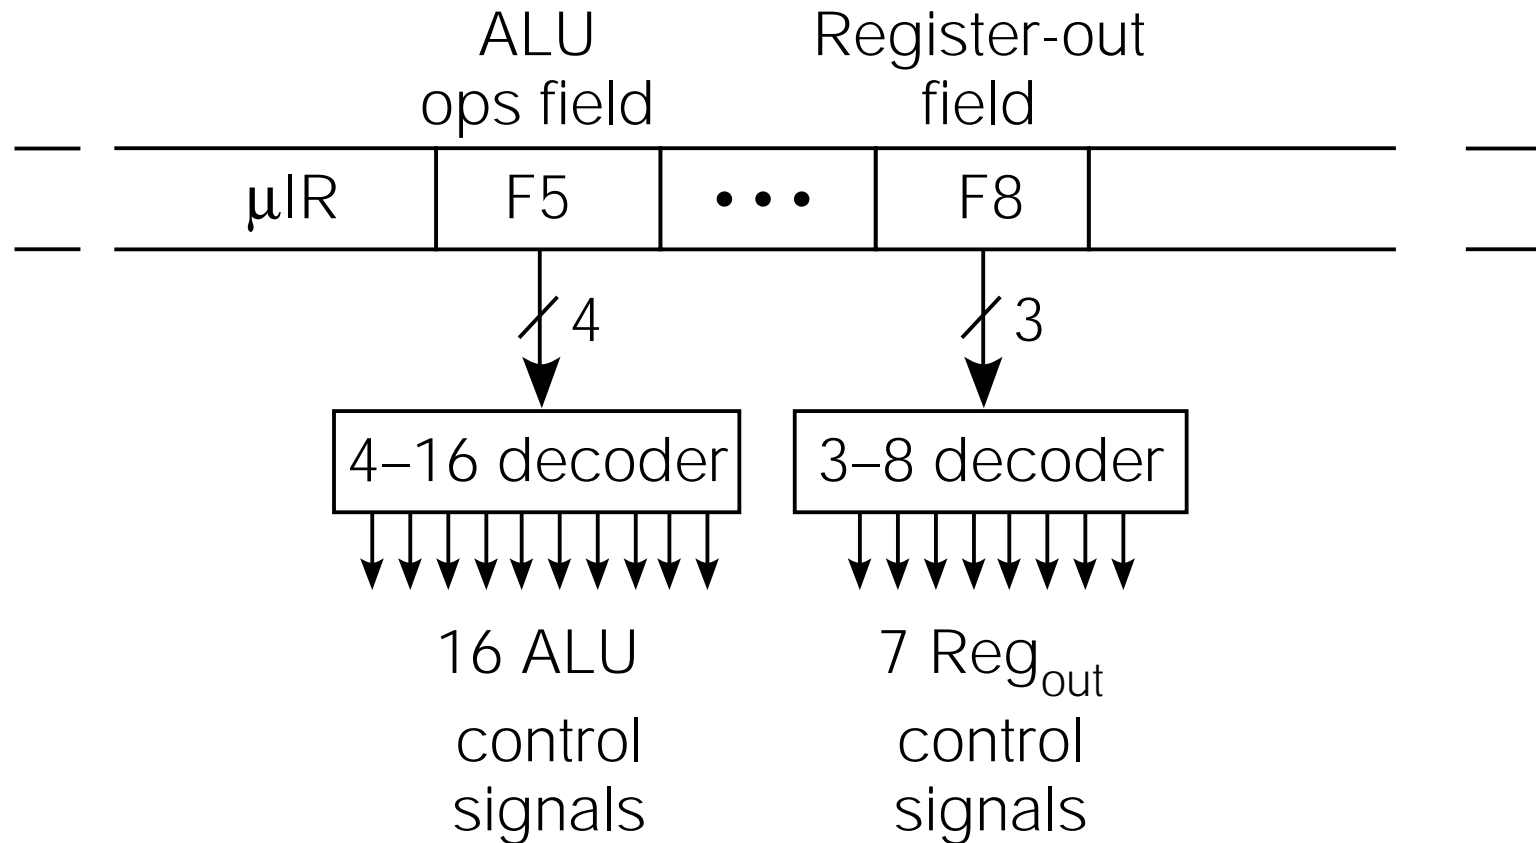 ALU
ops field
Register-out
field
μIR
F5
• • •
F8
4
3
4–16 decoder
3–8 decoder
16 ALU
control
signals
7 Regout
control
signals